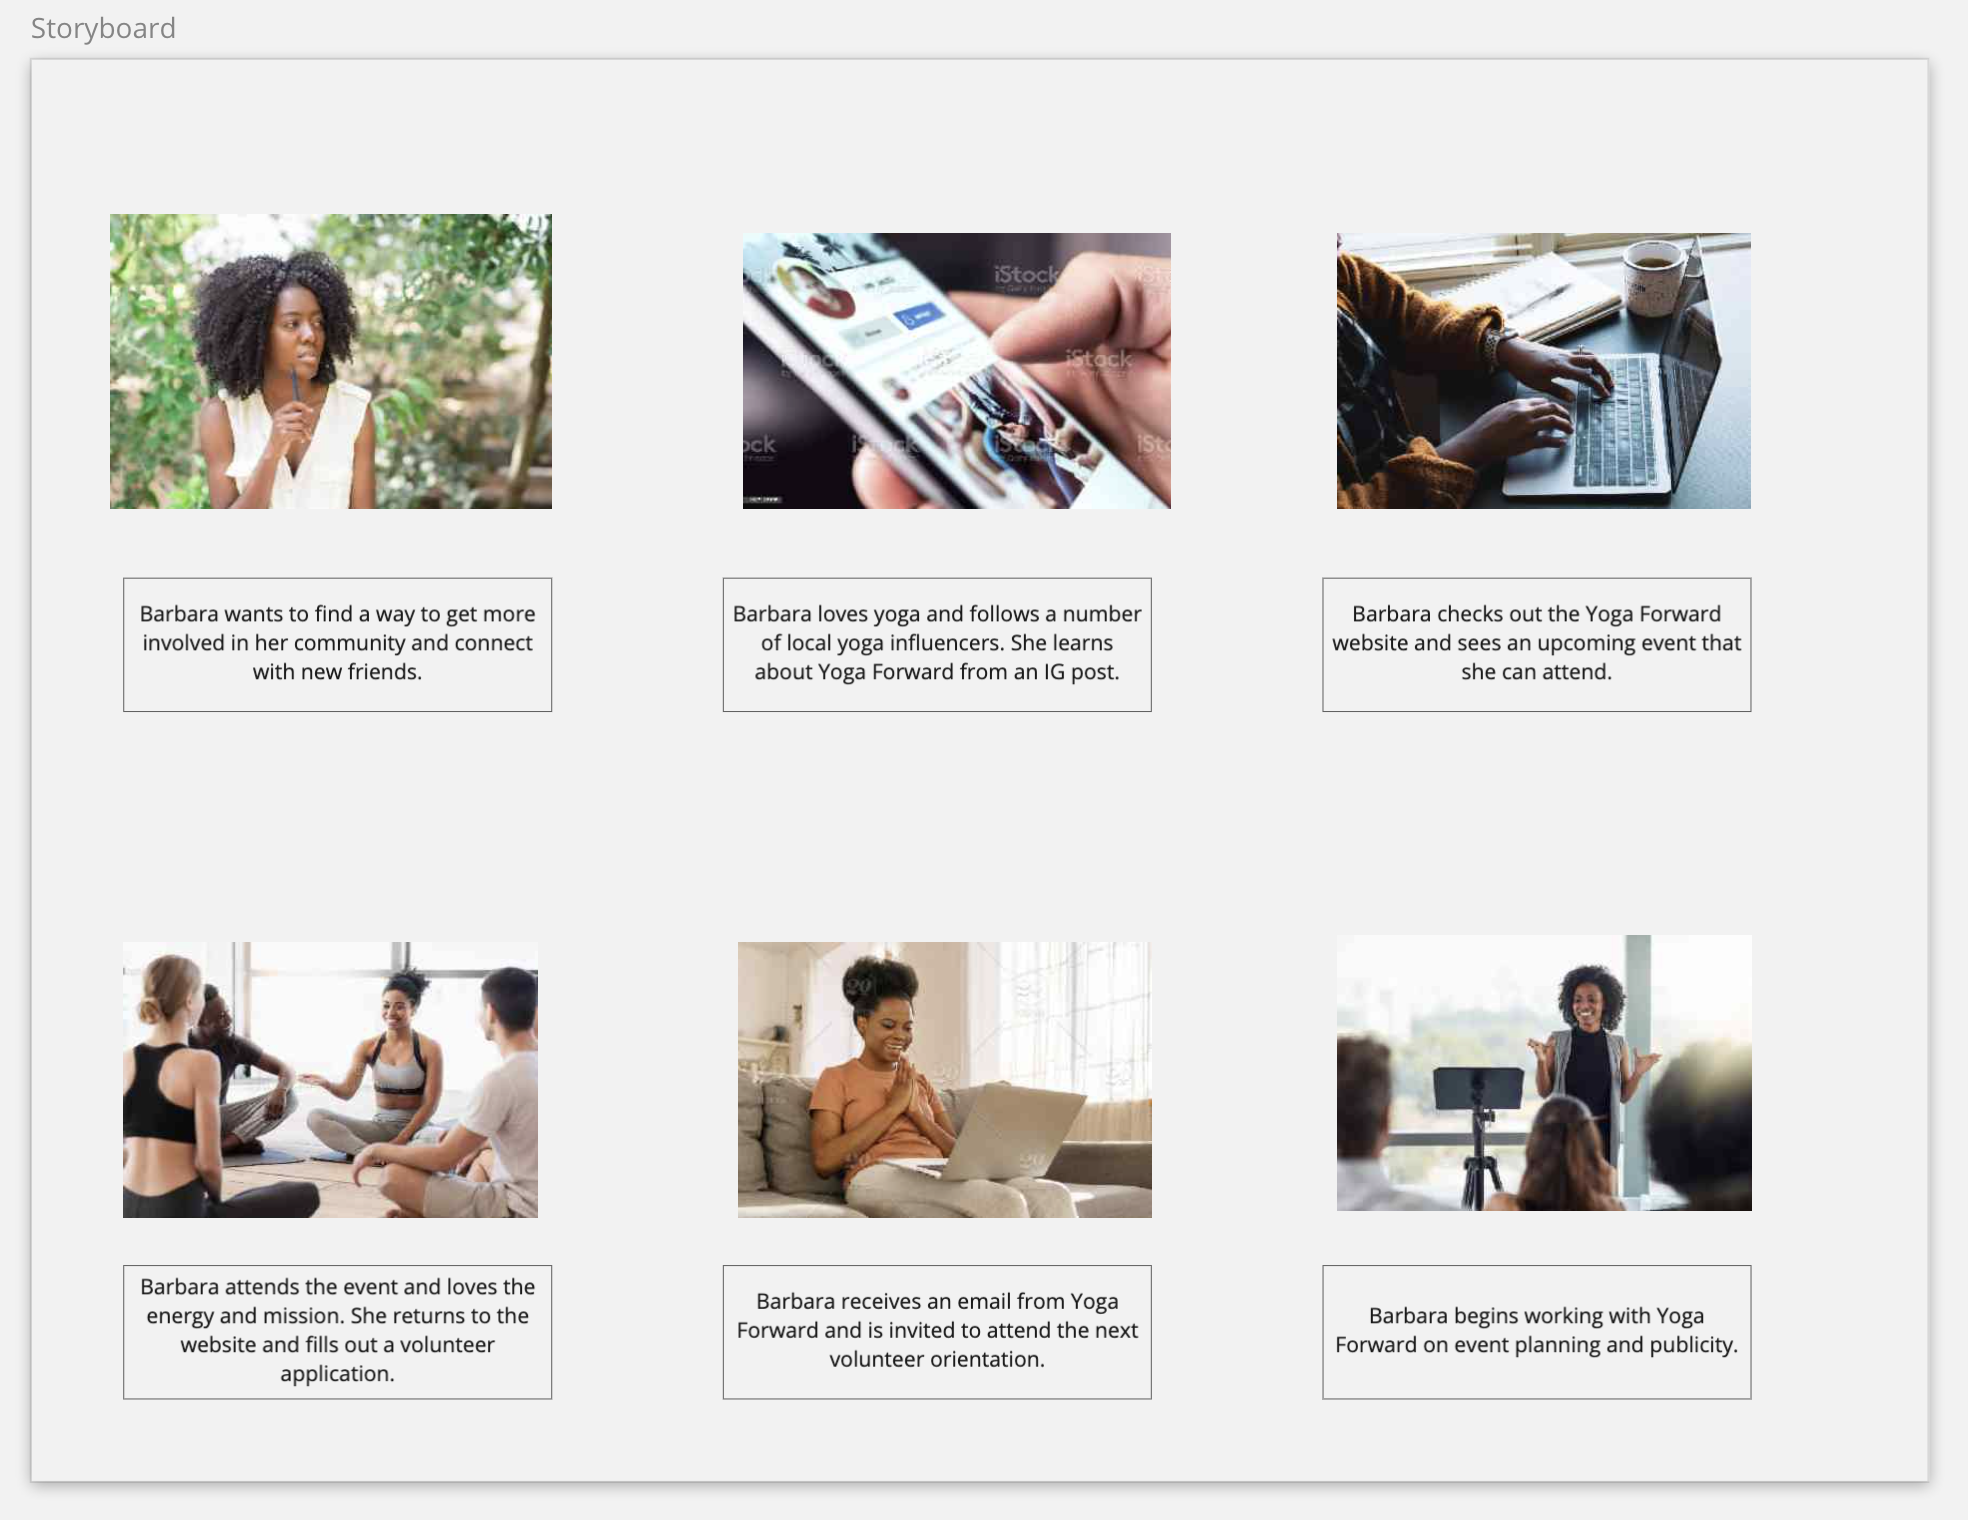 Storyboard
iStock
iStock
iStock
iStock
Barbara wants to find a way to get more
involved in her community and connect
with new friends.
Barbara loves yoga and follows a number
of local yoga influencers. She learns
about Yoga Forward from an IG post.
Barbara checks out the Yoga Forward
website and sees an upcoming event that
she can attend.
Barbara attends the event and loves the
energy and mission. She returns to the
website and fills out a volunteer
application.
Barbara receives an email from Yoga
Forward and is invited to attend the next
volunteer orientation.
Barbara begins working with Yoga
Forward on event planning and publicity.